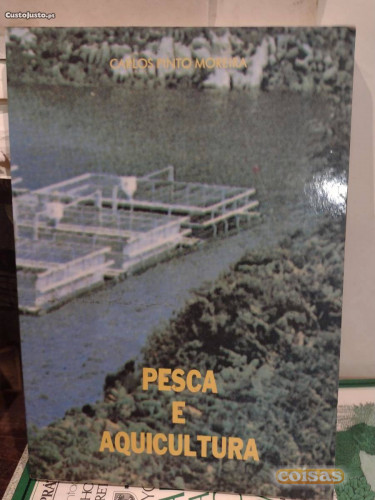 CustoJusto.pt
CARLOS PINTO MOREIRA
PESCA
E
AQUICULTURA
coisas